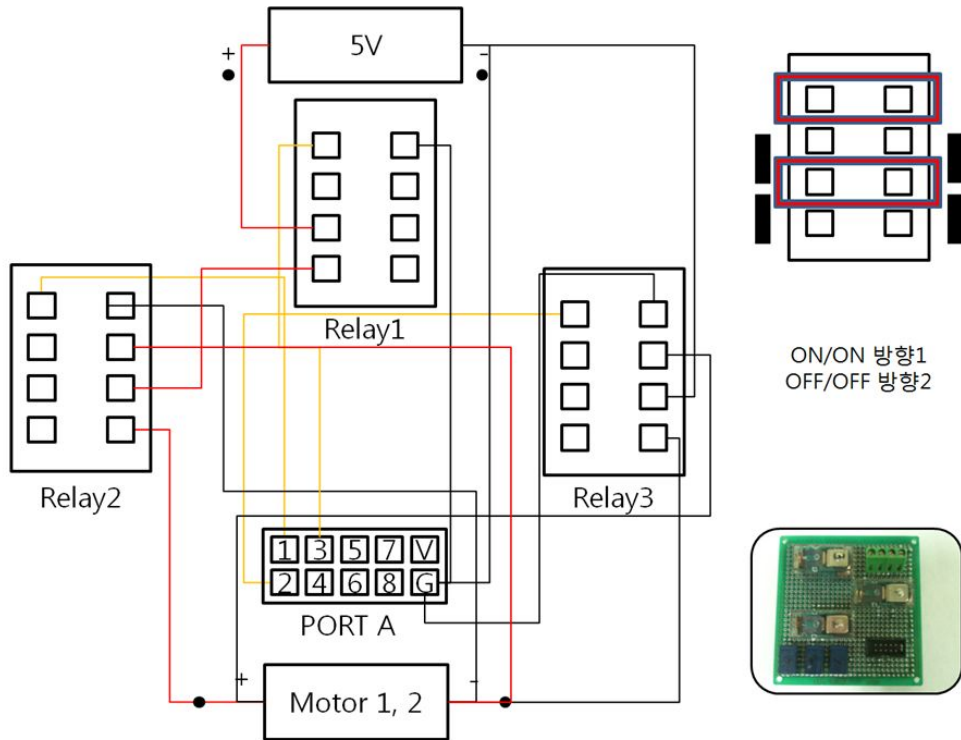 5V
+
-
Relay1
Relay2
Relay3
ON/ON 방향1
OFF/OFF 방향2
1 3 5 7 V
2 4 6 8 G
PORT A
+
-
Motor 1, 2